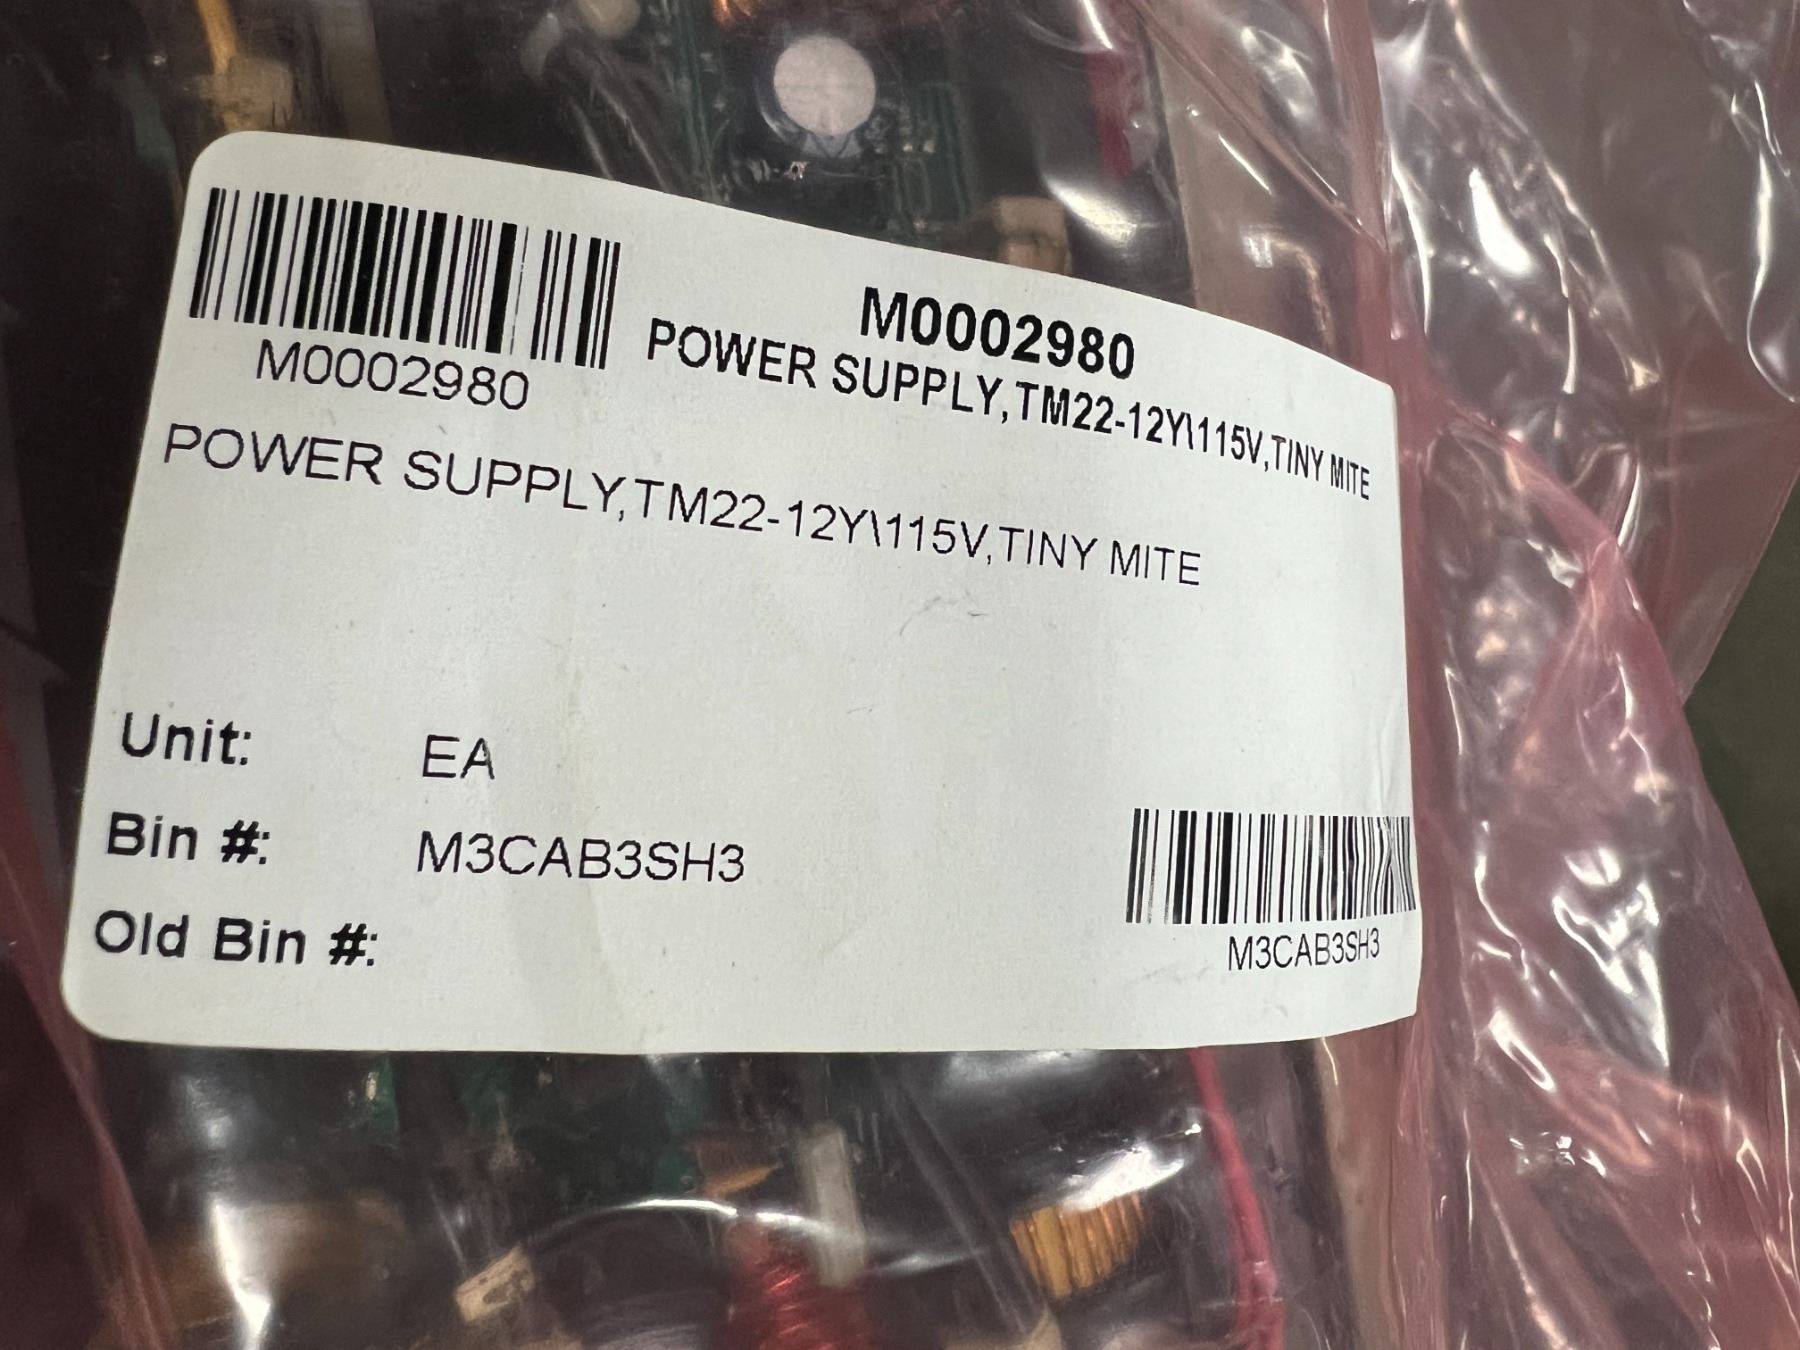 M0002980
POWER SUPPLY,TM22-12Y\115V,TINY MITE
M0002980
POWER SUPPLY,TM22-12Y\115V,TINY MITE
Unit: EA
Bin #: M3CAB3SH3
Old Bin #:
M3CAB3SH3